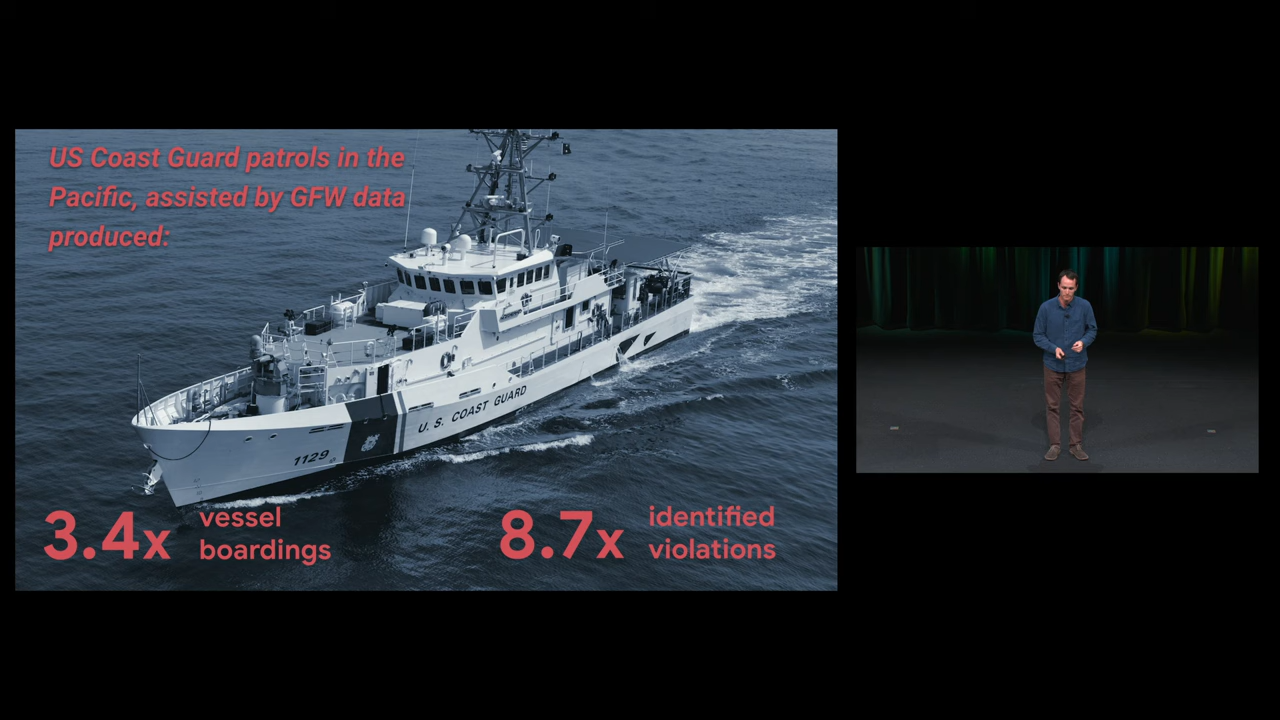 US Coast Guard patrols in the
Pacific, assisted by GFW data
produced:
U. S. COAST GUARD
1129
3.4x
vessel
boardings
8.7x
identified
violations